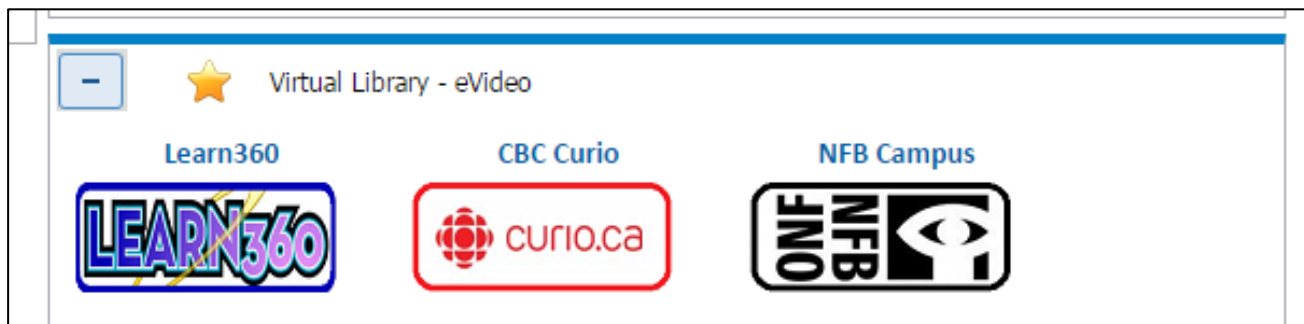 Virtual Library - eVideo
Learn360 CBC Curio NFB Campus
LEARN360 curio.ca ONF NFB